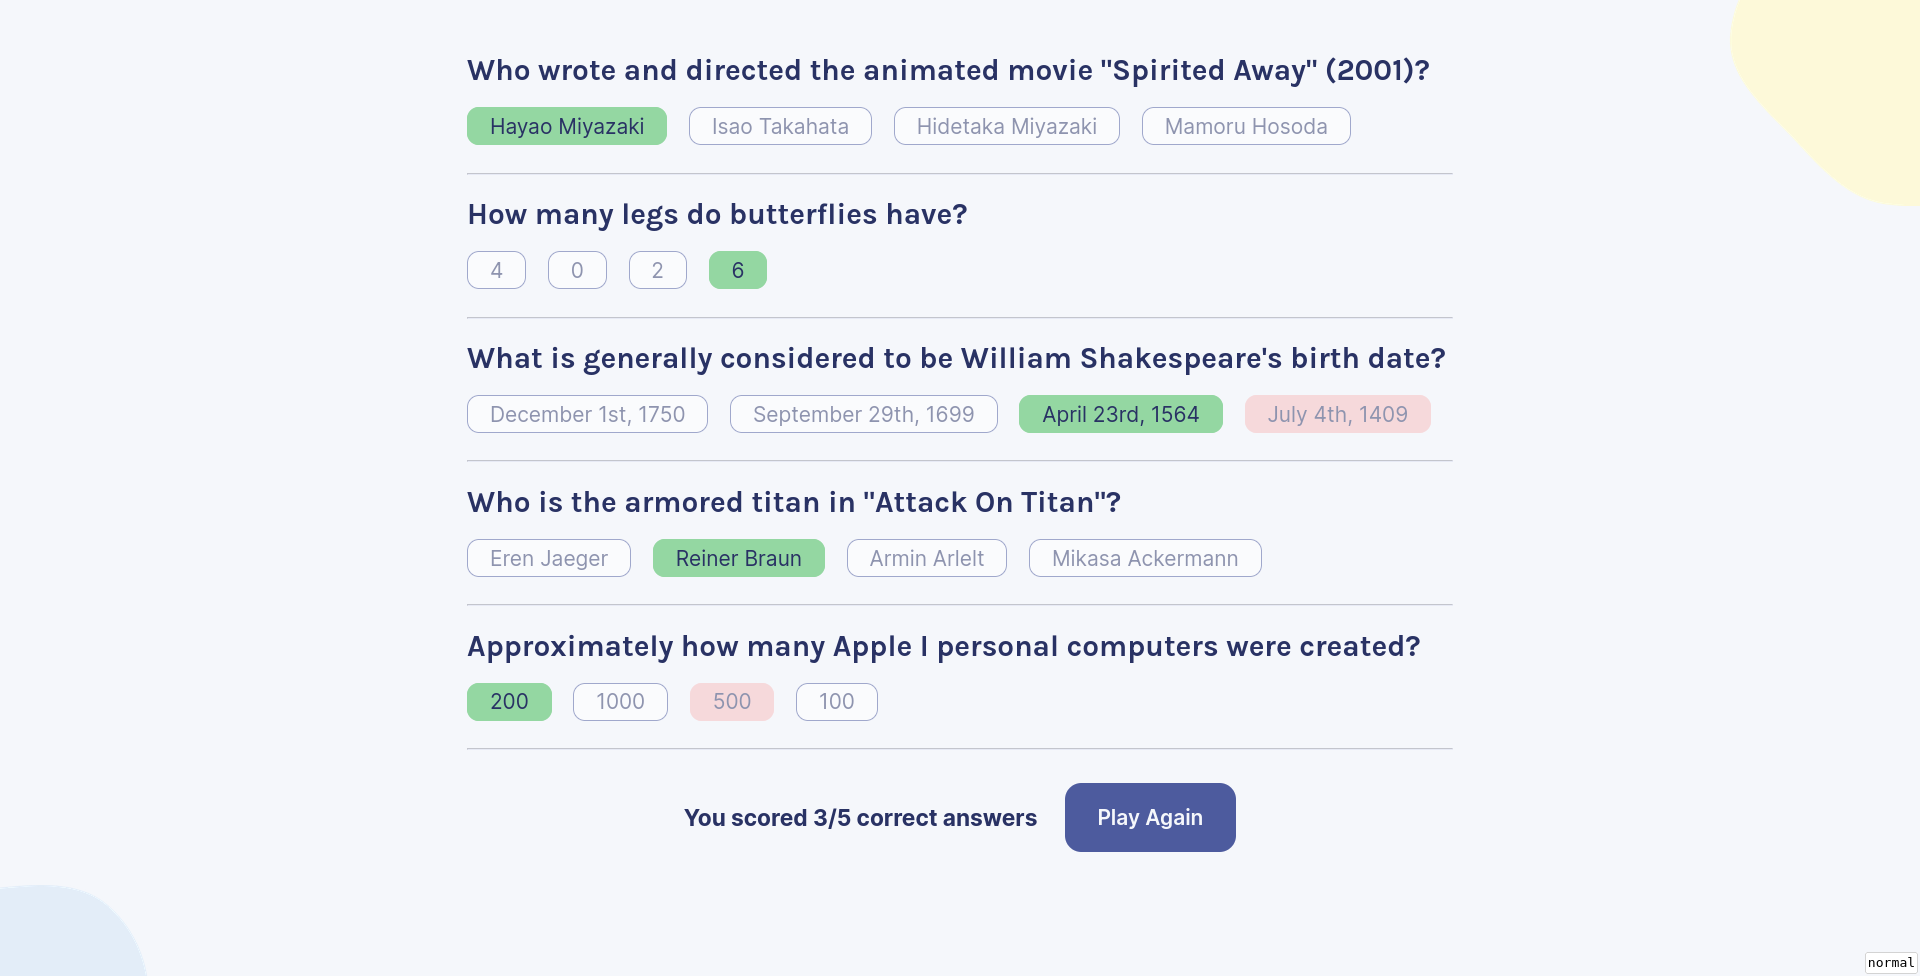 Who wrote and directed the animated movie "Spirited Away" (2001)?
Hayao Miyazaki Isao Takahata Hidetaka Miyazaki Mamoru Hosoda
How many legs do butterflies have?
4 0 2 6
What is generally considered to be William Shakespeare's birth date?
December 1st, 1750 September 29th, 1699 April 23rd, 1564 July 4th, 1409
Who is the armored titan in "Attack On Titan"?
Eren Jaeger Reiner Braun Armin Arlelt Mikasa Ackermann
Approximately how many Apple I personal computers were created?
200 1000 500 100
You scored 3/5 correct answers Play Again
normal